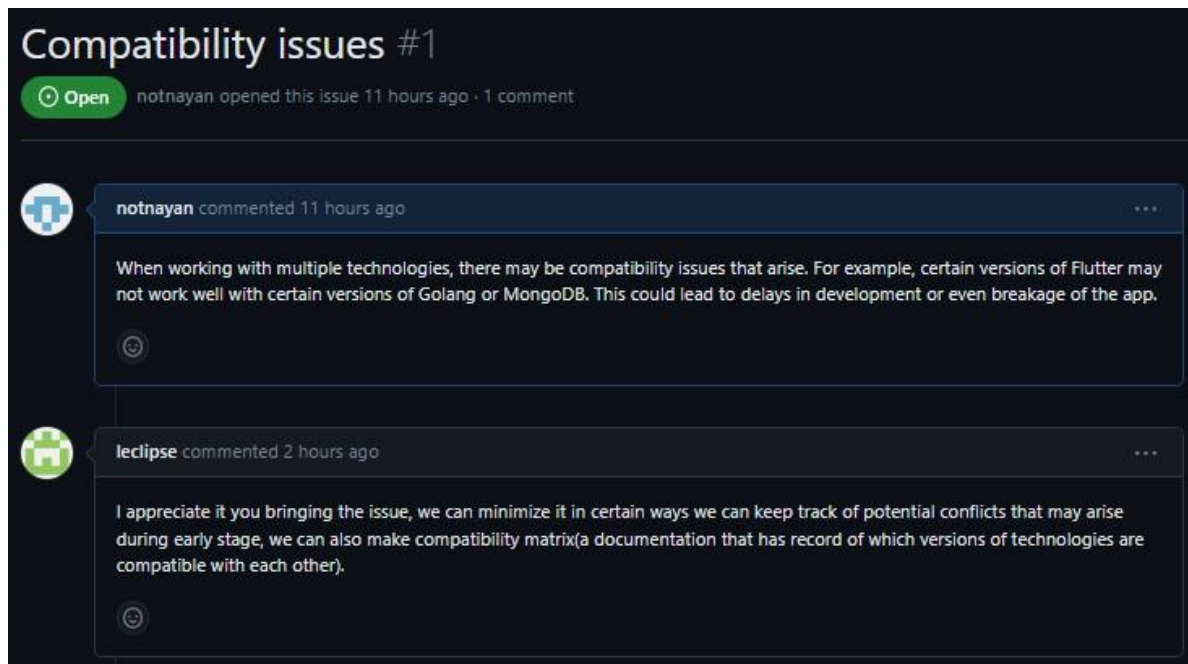 Compatibility issues #1
Open notnayan opened this issue 11 hours ago · 1 comment
notnayan commented 11 hours ago
When working with multiple technologies, there may be compatibility issues that arise. For example, certain versions of Flutter may
not work well with certain versions of Golang or MongoDB. This could lead to delays in development or even breakage of the app.
leclipse commented 2 hours ago
I appreciate it you bringing the issue, we can minimize it in certain ways we can keep track of potential conflicts that may arise
during early stage, we can also make compatibility matrix(a documentation that has record of which versions of technologies are
compatible with each other).